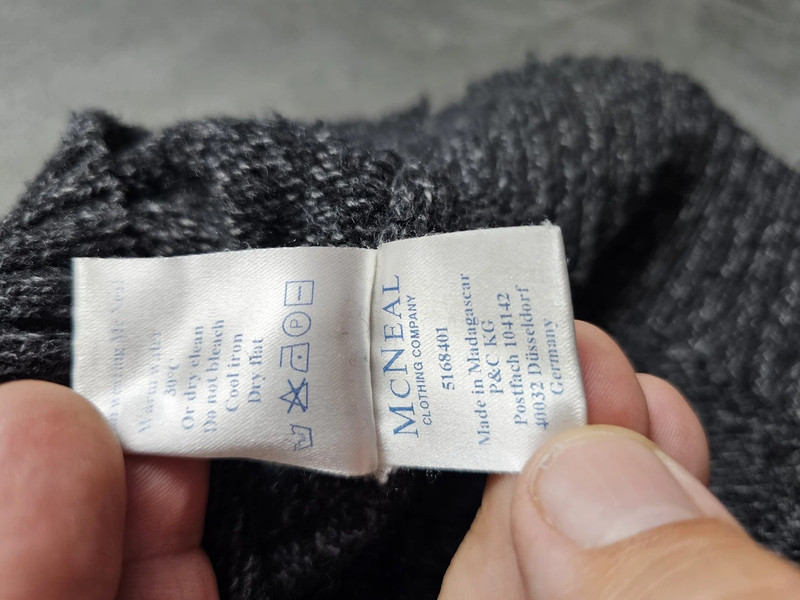 Warm water
30°C
Or dry clean
Do not bleach
Cool iron
Dry flat
P
MCNEAL
CLOTHING COMPANY
5168401
Made in Madagascar
P&C KG
Postfach 104142
40032 Düsseldorf
Germany